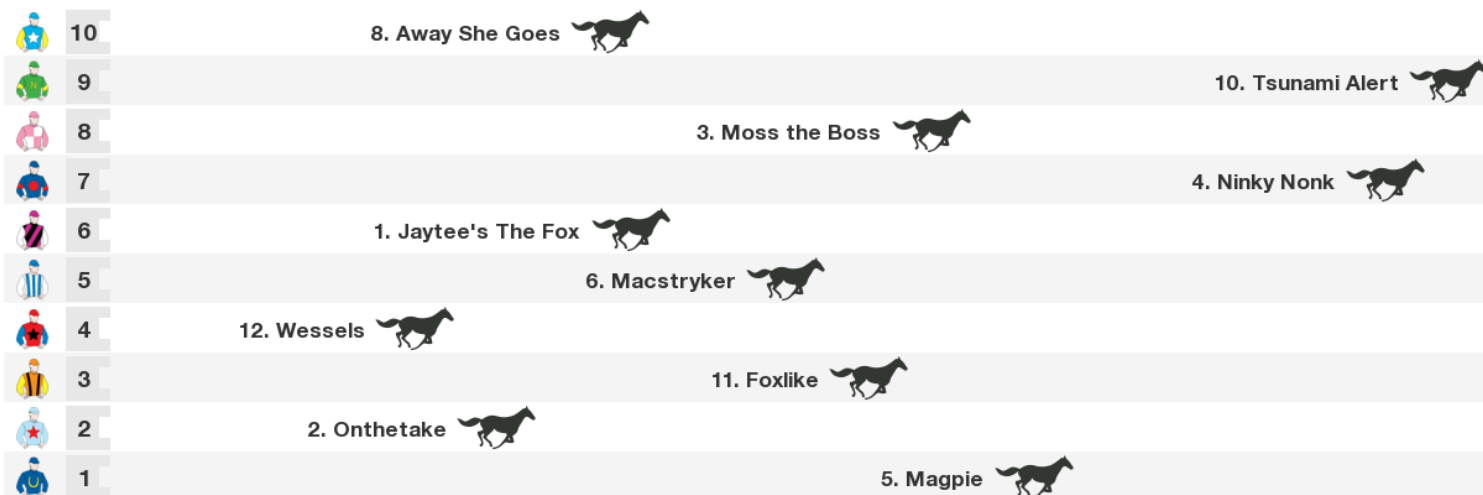 10 8. Away She Goes
9 10. Tsunami Alert
8 3. Moss the Boss
7 4. Ninky Nonk
6 1. Jaytee's The Fox
5 6. Macstryker
4 12. Wessels
3 11. Foxlike
2 2. Onthetake
1 5. Magpie